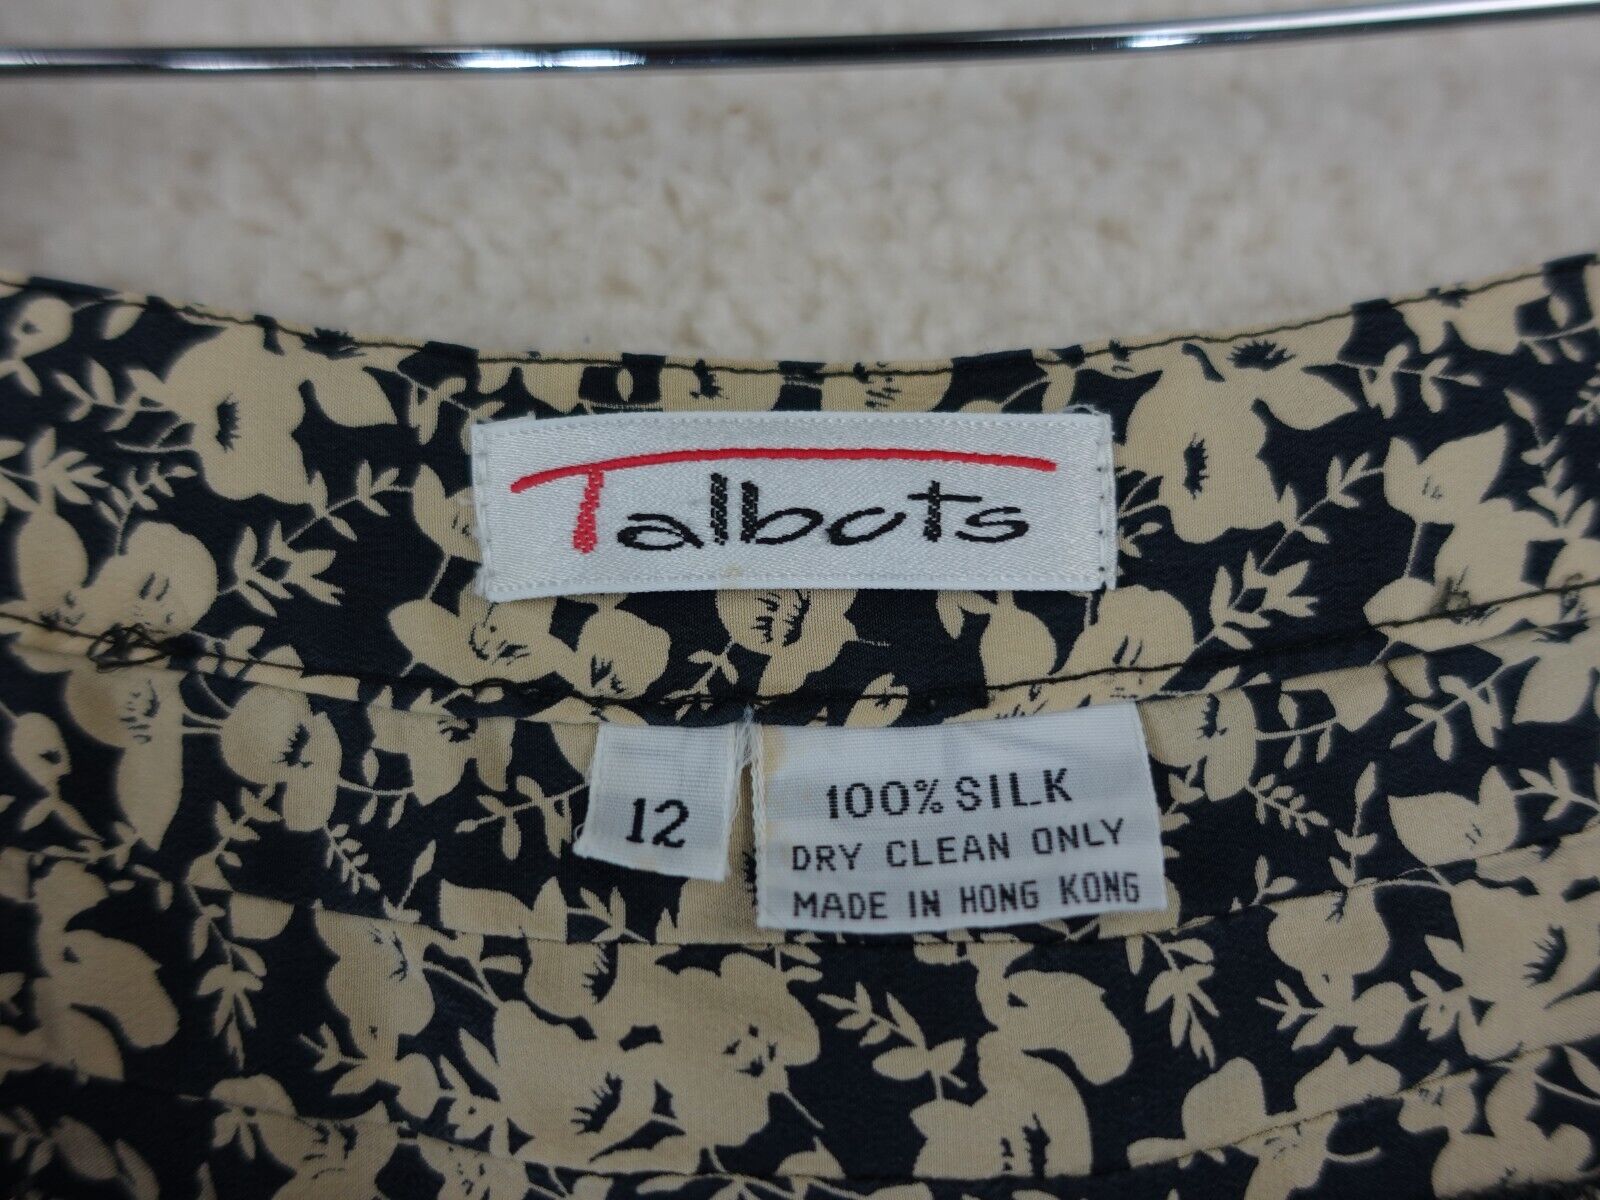 Talbots
12
100% SILK
DRY CLEAN ONLY
MADE IN HONG KONG